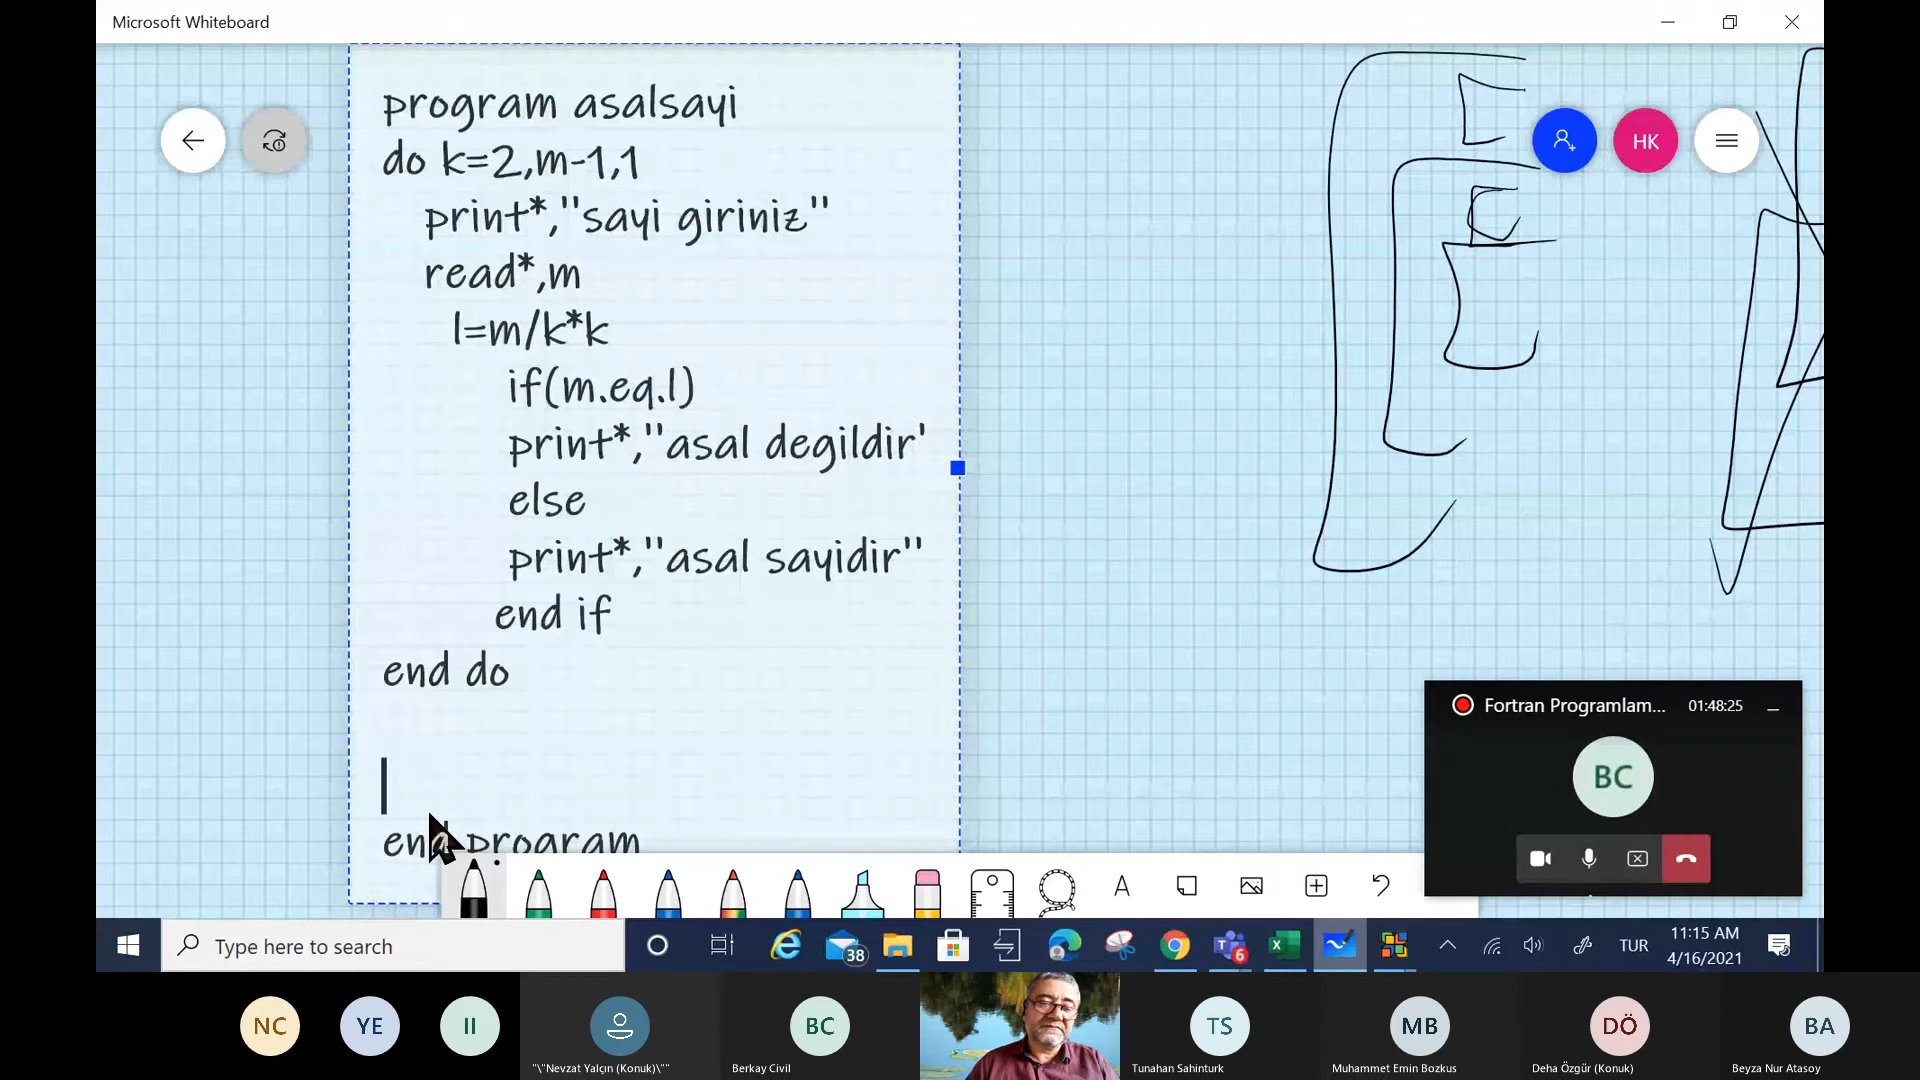 Microsoft Whiteboard
program asalsayi
do k=2,m-1,1
print*,"sayi giriniz"
read*,m
l=m/k*k
if(m.eq.l)
print*,"asal degildir'
else
print*,"asal sayidir"
end if
end do
end program
HK
Fortran Programlam... 01:48:25
BC
A
Type here to search
38
6
TUR
11:15 AM
4/16/2021
NC YE II BC TS MB DÖ BA
"\"Nevzat Yalçın (Konuk)\""
Berkay Civil
Tunahan Sahinturk
Muhammet Emin Bozkus
Deha Özgür (Konuk)
Beyza Nur Atasoy